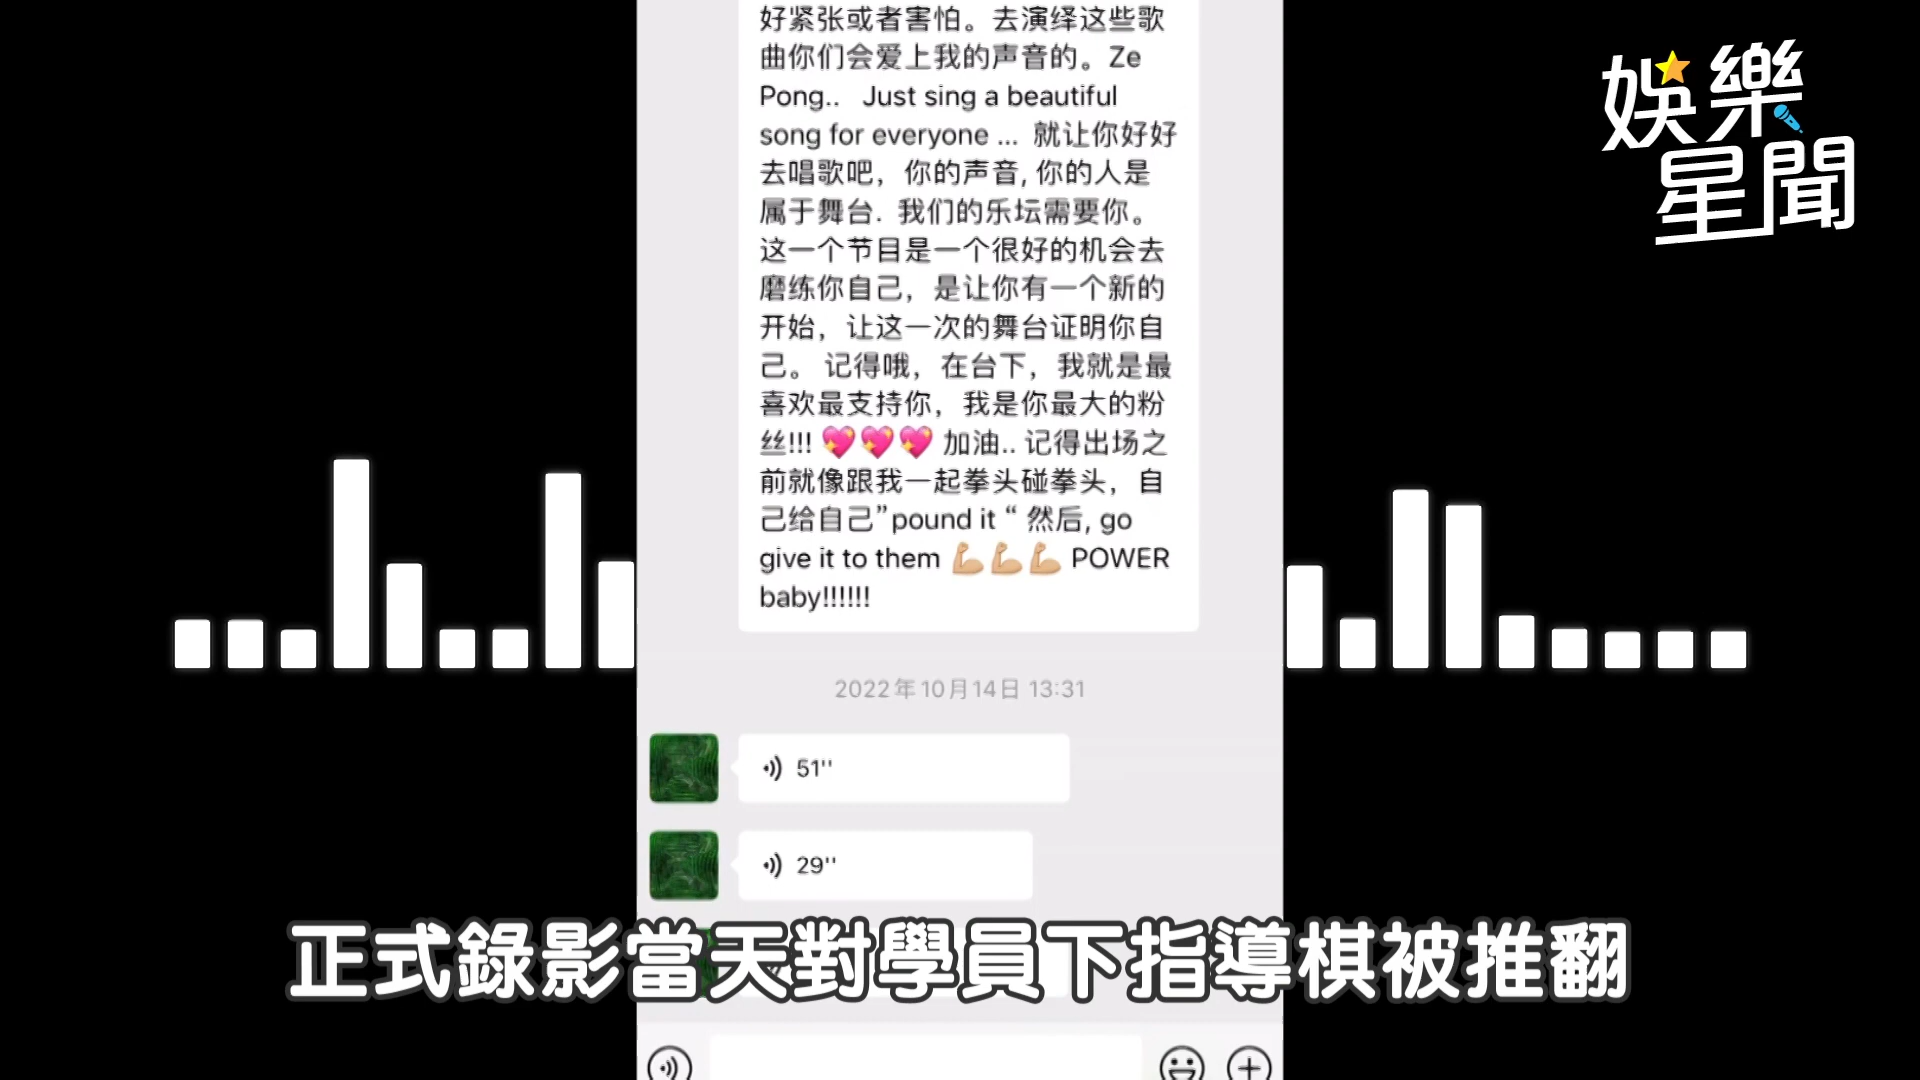 好紧张或者害怕。去演绎这些歌
曲你们会爱上我的声音的。Ze
Pong.. Just sing a beautiful
song for everyone ... 就让你好好
去唱歌吧，你的声音, 你的人是
属于舞台. 我们的乐坛需要你。
这一个节目是一个很好的机会去
磨练你自己，是让你有一个新的
开始，让这一次的舞台证明你自
己。 记得哦，在台下，我就是最
喜欢最支持你，我是你最大的粉
丝!!! 💖💖💖 加油.. 记得出场之
前就像跟我一起拳头碰拳头，自
己给自己”pound it “ 然后, go
give it to them 💪🏼💪🏼💪🏼 POWER
baby!!!!!!
2022年10月14日 13:31
51''
29''
正式錄影當天對學員下指導棋被推翻
娛樂
星聞